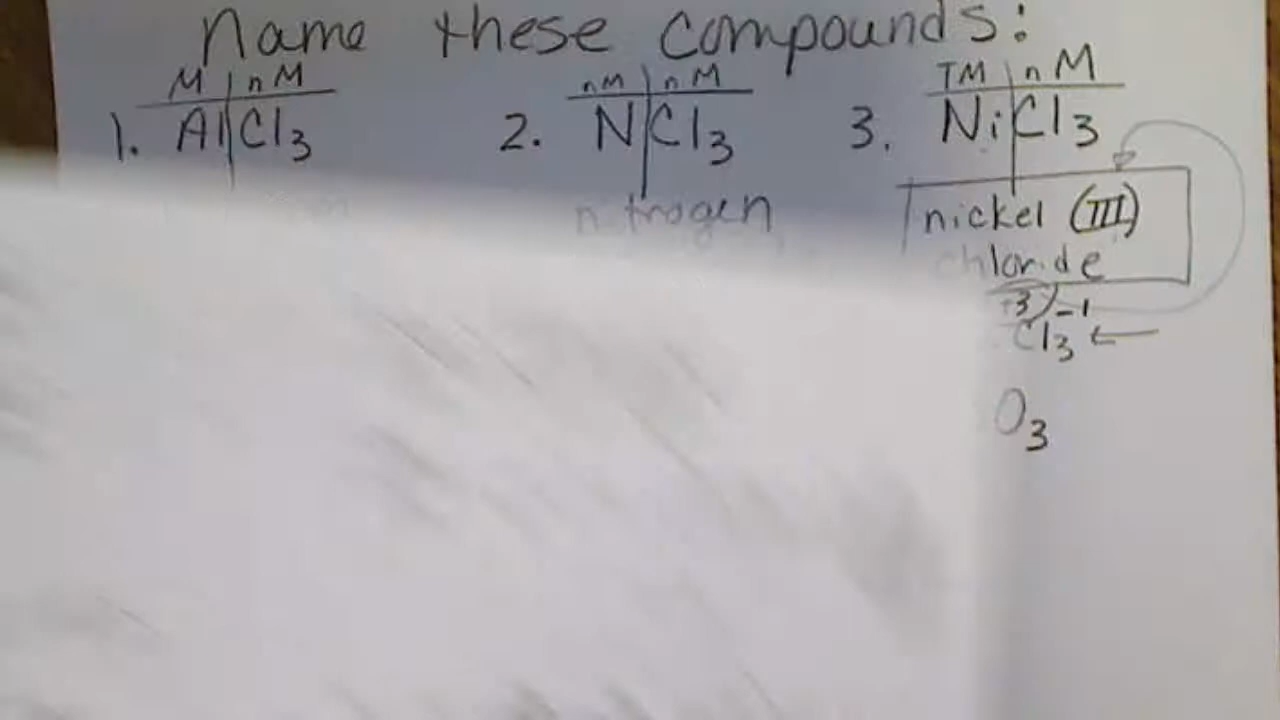 Name these compounds:
M nM
1. AlCl3
nM nM
2. NCl3
nitrogen
TM nM
3. NiCl3
nickel (III)
chloride
+3 -1
Cl3 ←
O3